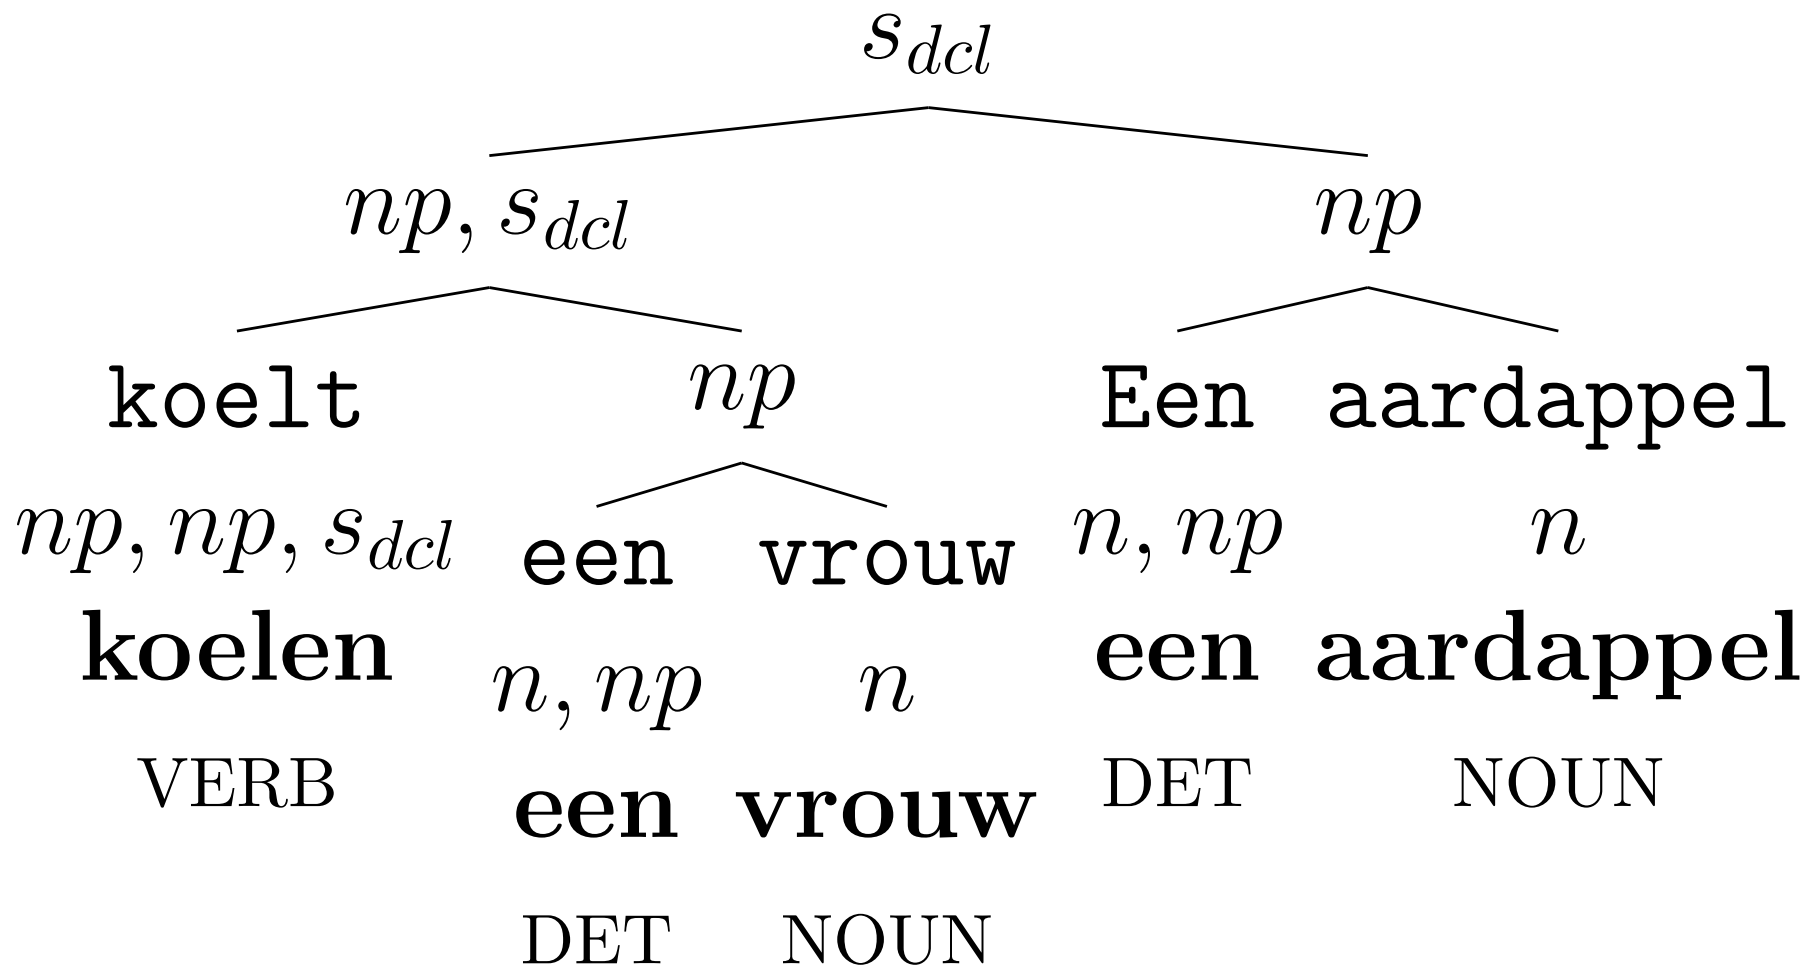 s_dcl
np, s_dcl np
koelt np Een aardappel
np, np, s_dcl een vrouw n, np n
koelen n, np n een aardappel
VERB een vrouw DET NOUN
DET NOUN